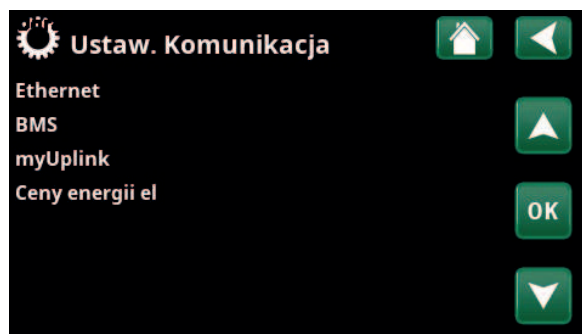 Ustaw. Komunikacja
Ethernet
BMS
myUplink
Ceny energii el
OK